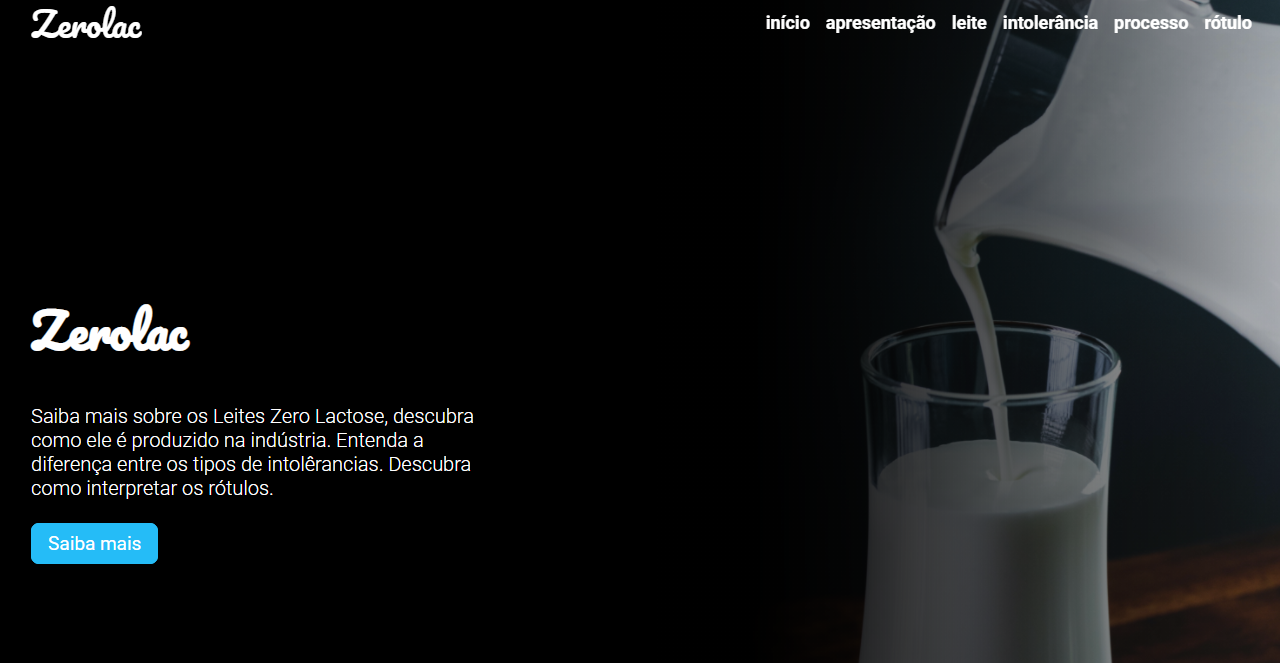 Zerolac
início apresentação leite intolerância processo rótulo
Zerolac
Saiba mais sobre os Leites Zero Lactose, descubra
como ele é produzido na indústria. Entenda a
diferença entre os tipos de intolêrancias. Descubra
como interpretar os rótulos.
Saiba mais